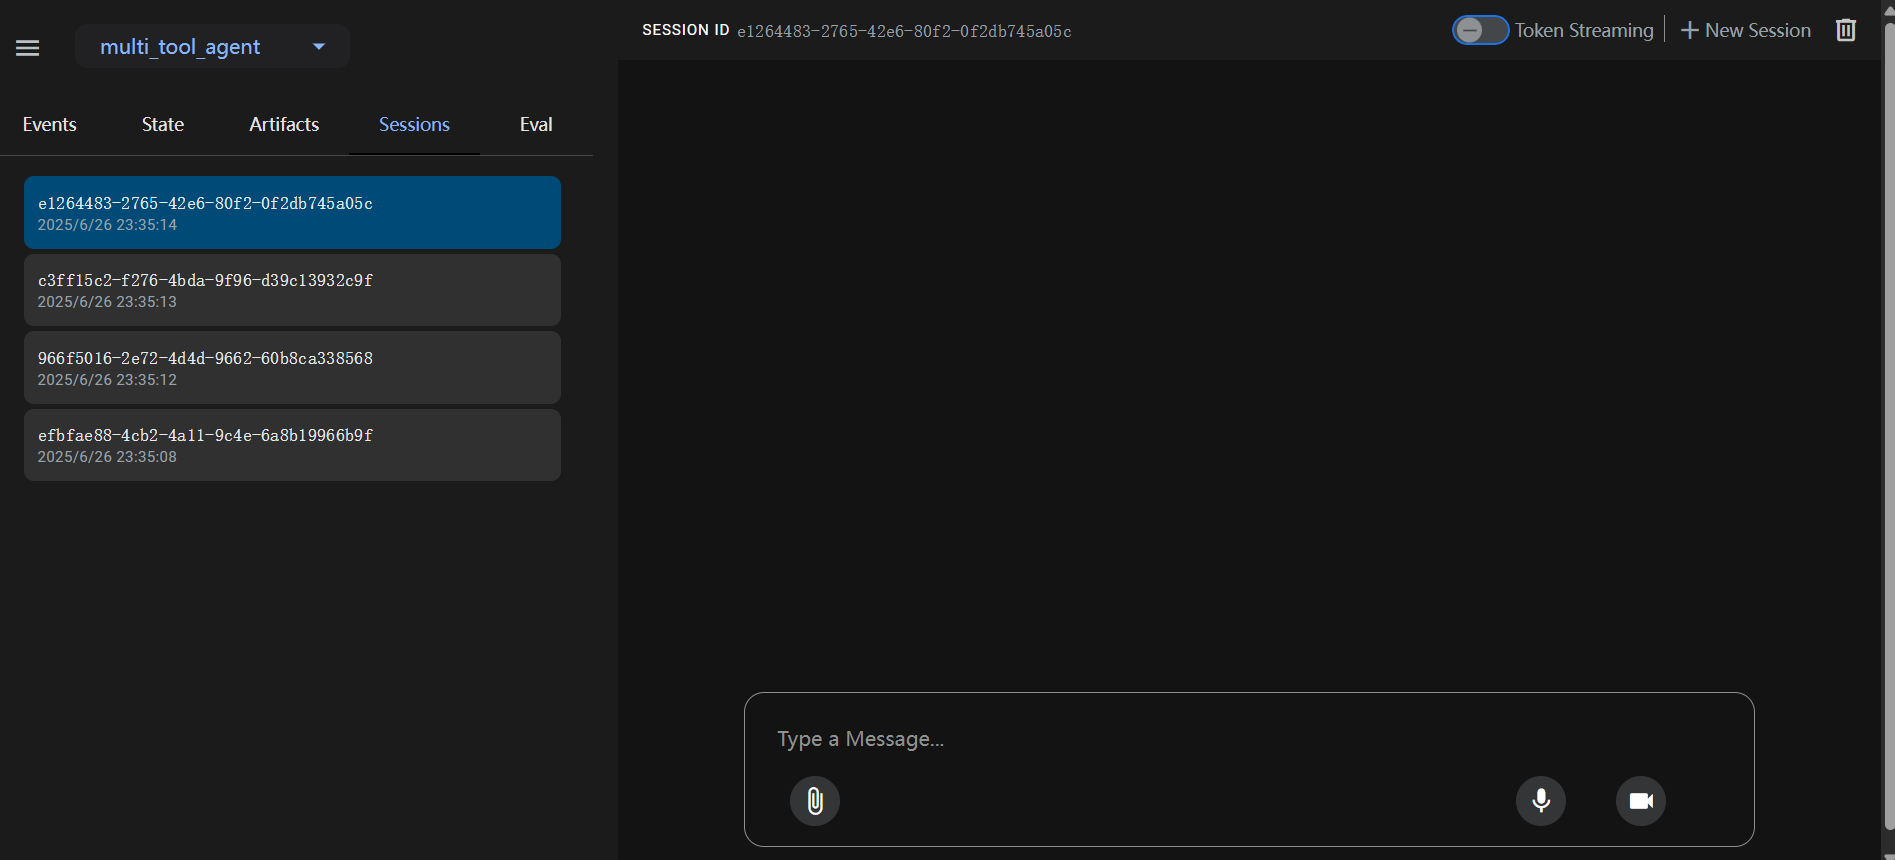 multi_tool_agent
Events State Artifacts Sessions Eval
e1264483-2765-42e6-80f2-0f2db745a05c
2025/6/26 23:35:14
c3ff15c2-f276-4bda-9f96-d39c13932c9f
2025/6/26 23:35:13
966f5016-2e72-4d4d-9662-60b8ca338568
2025/6/26 23:35:12
efbfae88-4cb2-4a11-9c4e-6a8b19966b9f
2025/6/26 23:35:08
SESSION ID e1264483-2765-42e6-80f2-0f2db745a05c
Token Streaming
New Session
Type a Message...